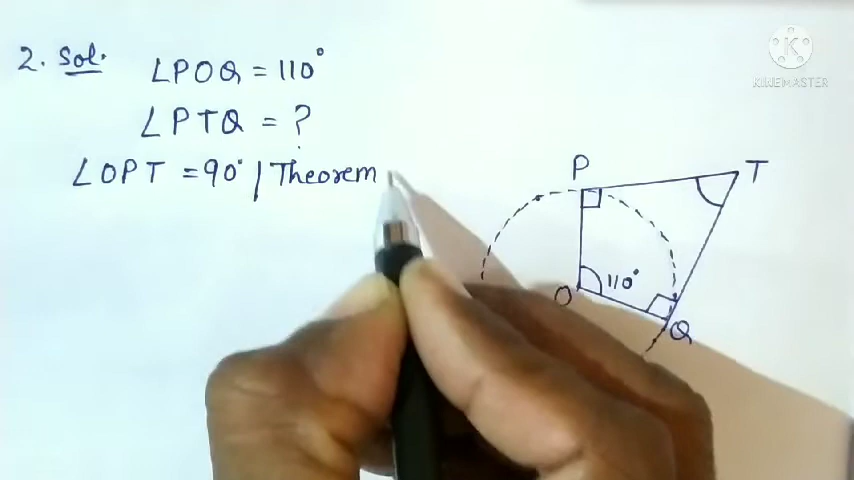 2. Sol.
∠POQ = 110°
∠PTQ = ?
∠OPT = 90° | Theorem
P
T
O
110°
Q
K
KINEMASTER